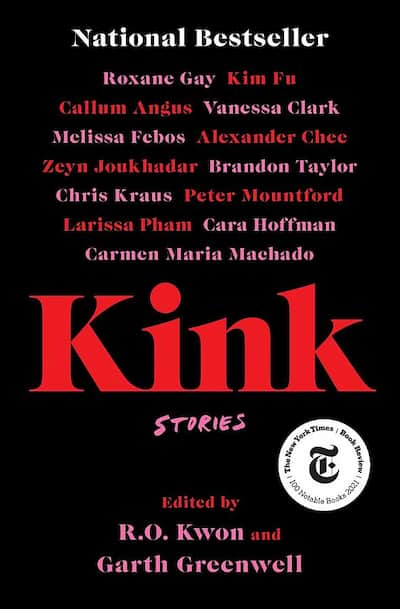 National Bestseller
Roxane Gay Kim Fu
Callum Angus Vanessa Clark
Melissa Febos Alexander Chee
Zeyn Joukhadar Brandon Taylor
Chris Kraus Peter Mountford
Larissa Pham Cara Hoffman
Carmen Maria Machado
Kink
STORIES
The New York Times | Book Review |
100 Notable Books 2021 |
T
Edited by
R.O. Kwon and
Garth Greenwell